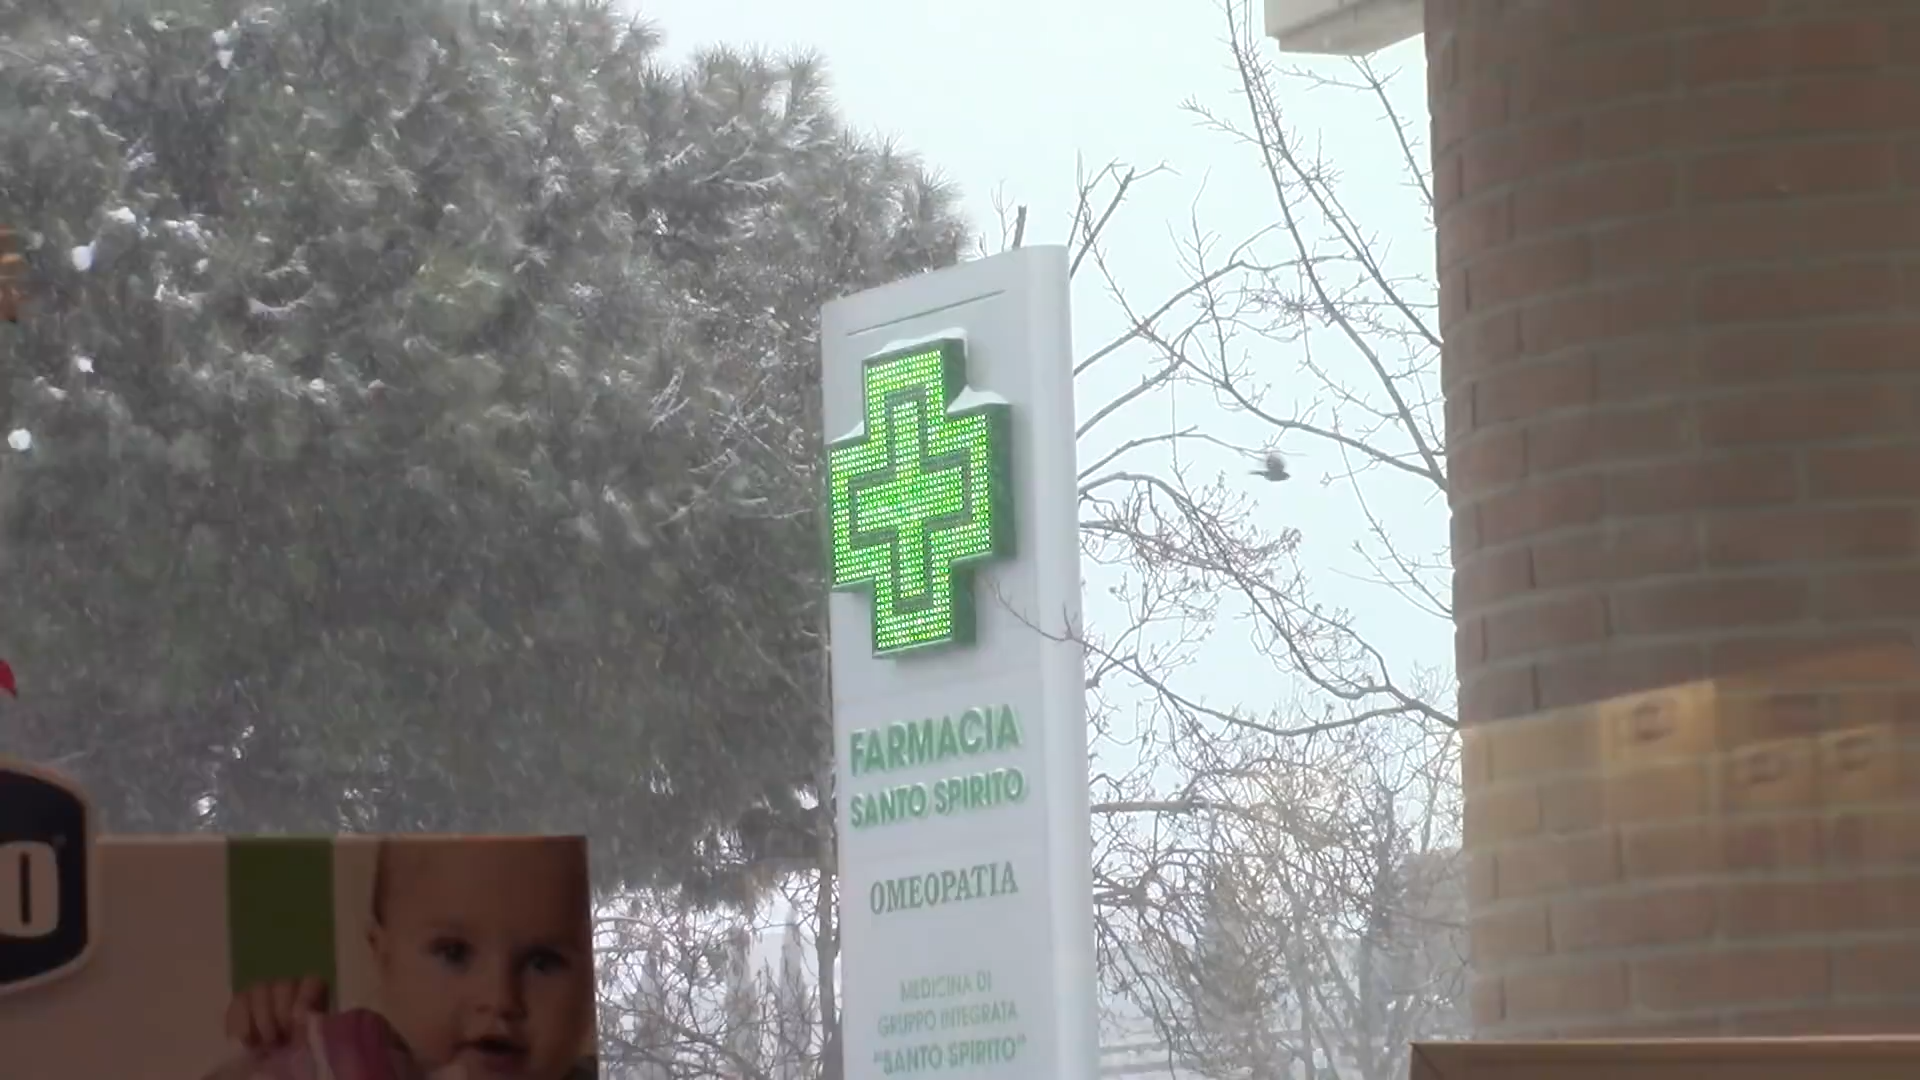 FARMACIA
SANTO SPIRITO
OMEOPATIA
MEDICINA DI
GRUPPO INTEGRATA
"SANTO SPIRITO"